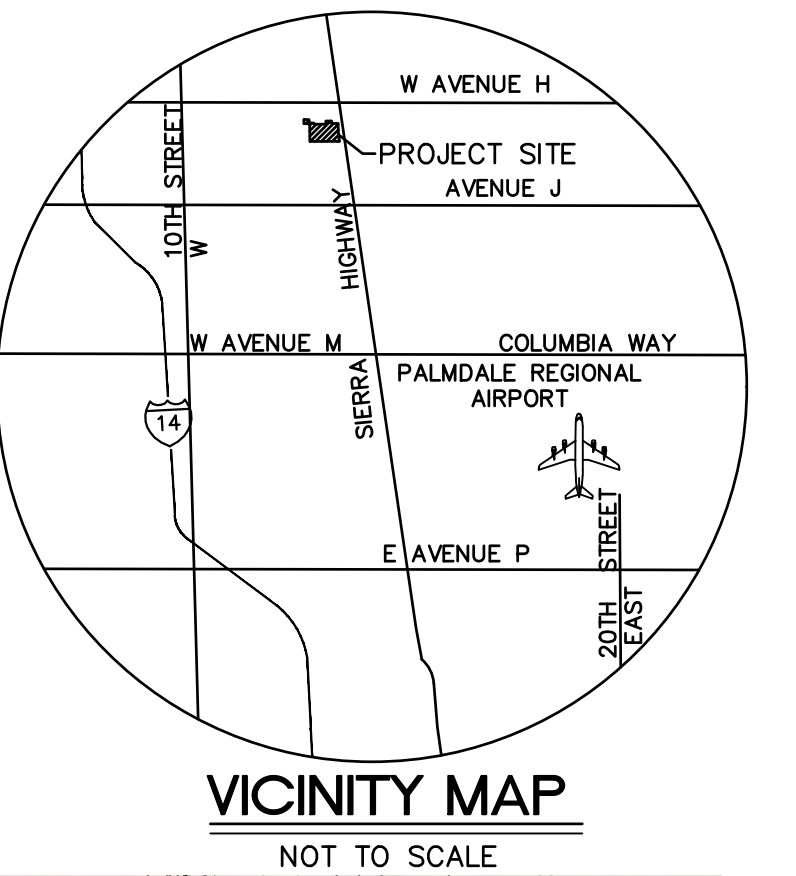 W AVENUE H
PROJECT SITE
AVENUE J
10TH STREET
W
HIGHWAY
SIERRA
W AVENUE M
COLUMBIA WAY
PALMDALE REGIONAL
AIRPORT
14
E AVENUE P
20TH STREET
EAST
VICINITY MAP
NOT TO SCALE